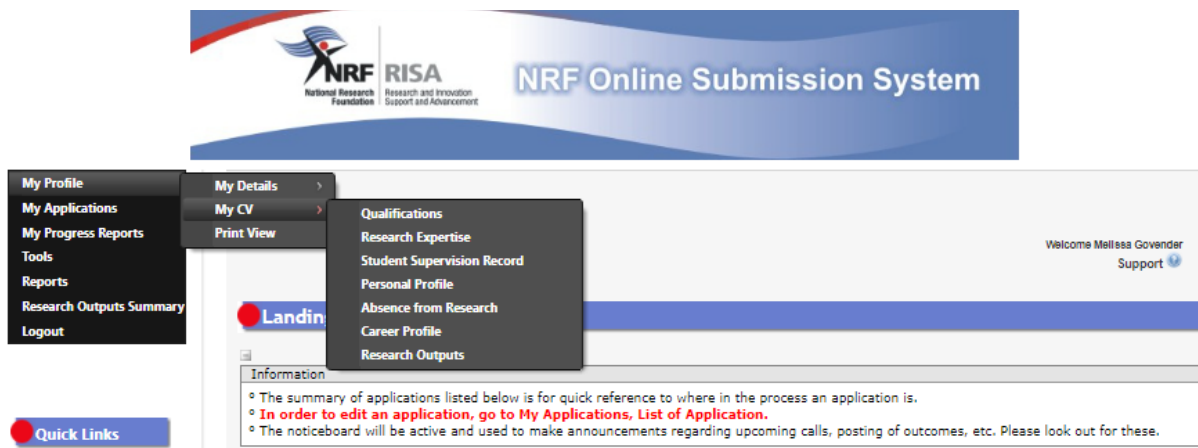 NRF RISA
National Research Foundation
Research and Innovation Support and Advancement
NRF Online Submission System
My Profile
My Applications
My Progress Reports
Tools
Reports
Research Outputs Summary
Logout
My Details
My CV
Print View
Qualifications
Research Expertise
Student Supervision Record
Personal Profile
Absence from Research
Career Profile
Research Outputs
Welcome Melissa Govender
Support
Landin
Information
° The summary of applications listed below is for quick reference to where in the process an application is.
° In order to edit an application, go to My Applications, List of Application.
° The noticeboard will be active and used to make announcements regarding upcoming calls, posting of outcomes, etc. Please look out for these.
Quick Links